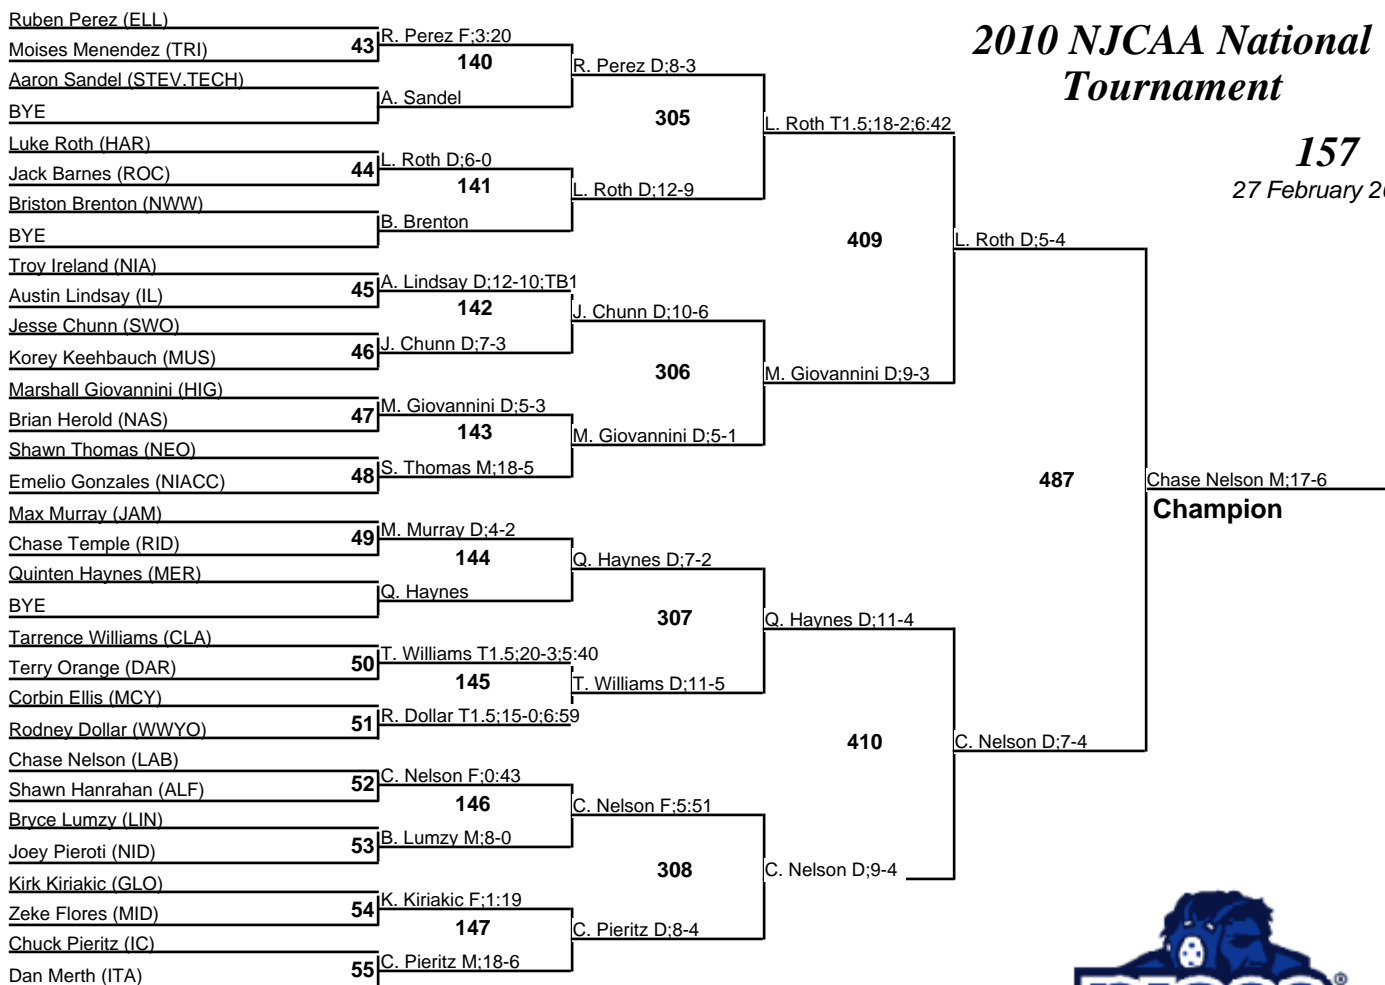 2010 NJCAA National
Tournament
157
27 February 20
Ruben Perez (ELL)
Moises Menendez (TRI)
Aaron Sandel (STEV.TECH)
BYE
Luke Roth (HAR)
Jack Barnes (ROC)
Briston Brenton (NWW)
BYE
Troy Ireland (NIA)
Austin Lindsay (IL)
Jesse Chunn (SWO)
Korey Keehbauch (MUS)
Marshall Giovannini (HIG)
Brian Herold (NAS)
Shawn Thomas (NEO)
Emelio Gonzales (NIACC)
Max Murray (JAM)
Chase Temple (RID)
Quinten Haynes (MER)
BYE
Tarrence Williams (CLA)
Terry Orange (DAR)
Corbin Ellis (MCY)
Rodney Dollar (WWYO)
Chase Nelson (LAB)
Shawn Hanrahan (ALF)
Bryce Lumzy (LIN)
Joey Pieroti (NID)
Kirk Kiriakic (GLO)
Zeke Flores (MID)
Chuck Pieritz (IC)
Dan Merth (ITA)
43
44
45
46
47
48
49
50
51
52
53
54
55
R. Perez F;3:20
A. Sandel
L. Roth D;6-0
B. Brenton
A. Lindsay D;12-10;TB1
J. Chunn D;7-3
M. Giovannini D;5-3
S. Thomas M;18-5
M. Murray D;4-2
Q. Haynes
T. Williams T1.5;20-3;5:40
R. Dollar T1.5;15-0;6:59
C. Nelson F;0:43
B. Lumzy M;8-0
K. Kiriakic F;1:19
C. Pieritz M;18-6
140
141
142
143
144
145
146
147
R. Perez D;8-3
L. Roth D;12-9
J. Chunn D;10-6
M. Giovannini D;5-1
Q. Haynes D;7-2
T. Williams D;11-5
C. Nelson F;5:51
C. Pieritz D;8-4
305
306
307
308
L. Roth T1.5;18-2;6:42
M. Giovannini D;9-3
Q. Haynes D;11-4
C. Nelson D;9-4
409
410
L. Roth D;5-4
C. Nelson D;7-4
487
Chase Nelson M;17-6
Champion